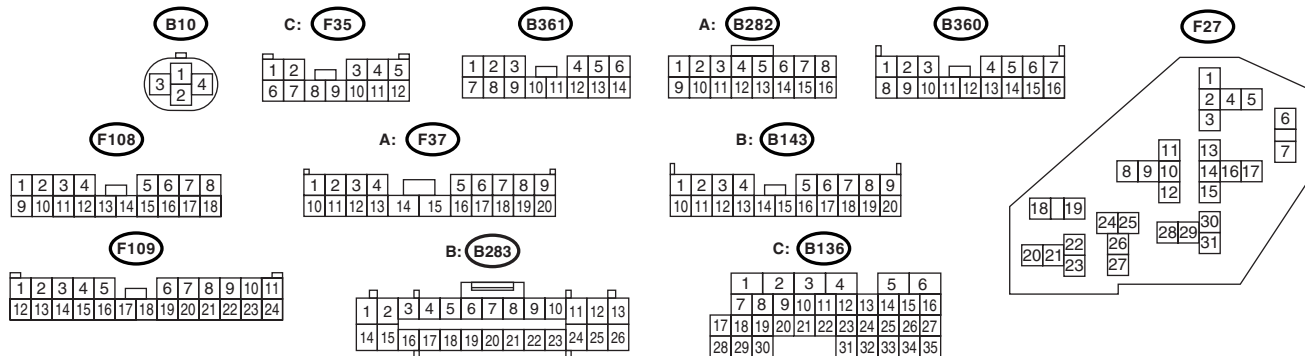 B10 C: F35 B361 A: B282 B360 F27
1
3 4
2
1 2 3 4 5
6 7 8 9 10 11 12
1 2 3 4 5 6
7 8 9 10 11 12 13 14
1 2 3 4 5 6 7 8
9 10 11 12 13 14 15 16
1 2 3 4 5 6 7
8 9 10 11 12 13 14 15 16
1
2 4 5
3
6
7
11 13
8 9 10 14 16 17
12 15
18 19
24 25
28 29 30
31
20 21 22
23
26
27
F108 A: F37 B: B143
1 2 3 4 5 6 7 8
9 10 11 12 13 14 15 16 17 18
1 2 3 4 5 6 7 8 9
10 11 12 13 14 15 16 17 18 19 20
1 2 3 4 5 6 7 8 9
10 11 12 13 14 15 16 17 18 19 20
F109 B: B283 C: B136
1 2 3 4 5 6 7 8 9 10 11
12 13 14 15 16 17 18 19 20 21 22 23 24
1 2 3 4 5 6 7 8 9 10 11 12 13
14 15 16 17 18 19 20 21 22 23 24 25 26
1 2 3 4 5 6
7 8 9 10 11 12 13 14 15 16
17 18 19 20 21 22 23 24 25 26 27
28 29 30 31 32 33 34 35